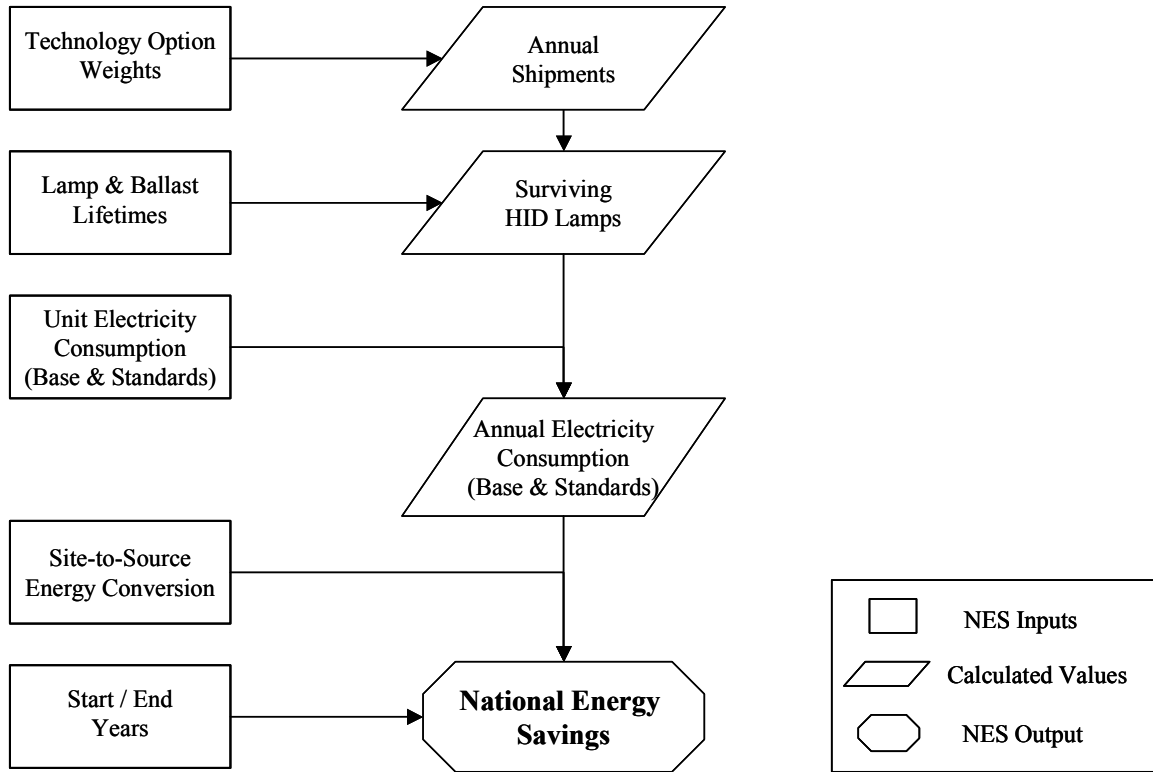 Technology Option
Weights
Annual
Shipments
Lamp & Ballast
Lifetimes
Surviving
HID Lamps
Unit Electricity
Consumption
(Base & Standards)
Annual Electricity
Consumption
(Base & Standards)
Site-to-Source
Energy Conversion
Start / End
Years
National Energy
Savings
NES Inputs
Calculated Values
NES Output